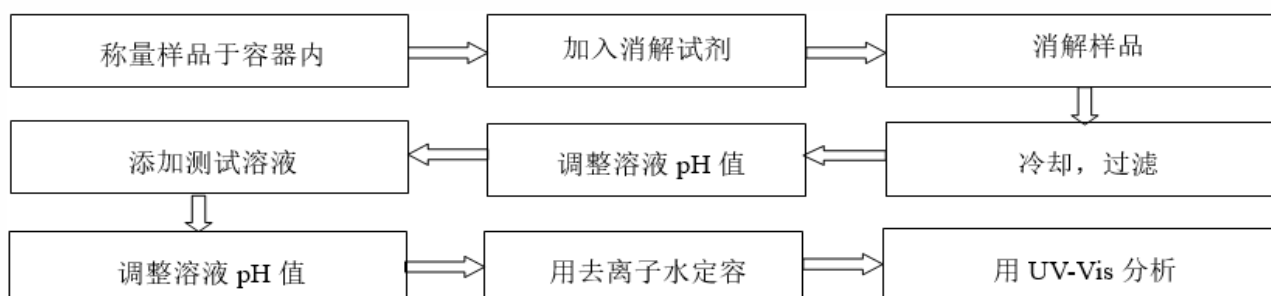 称量样品于容器内
加入消解试剂
消解样品
冷却，过滤
调整溶液 pH 值
添加测试溶液
调整溶液 pH 值
用去离子水定容
用 UV-Vis 分析